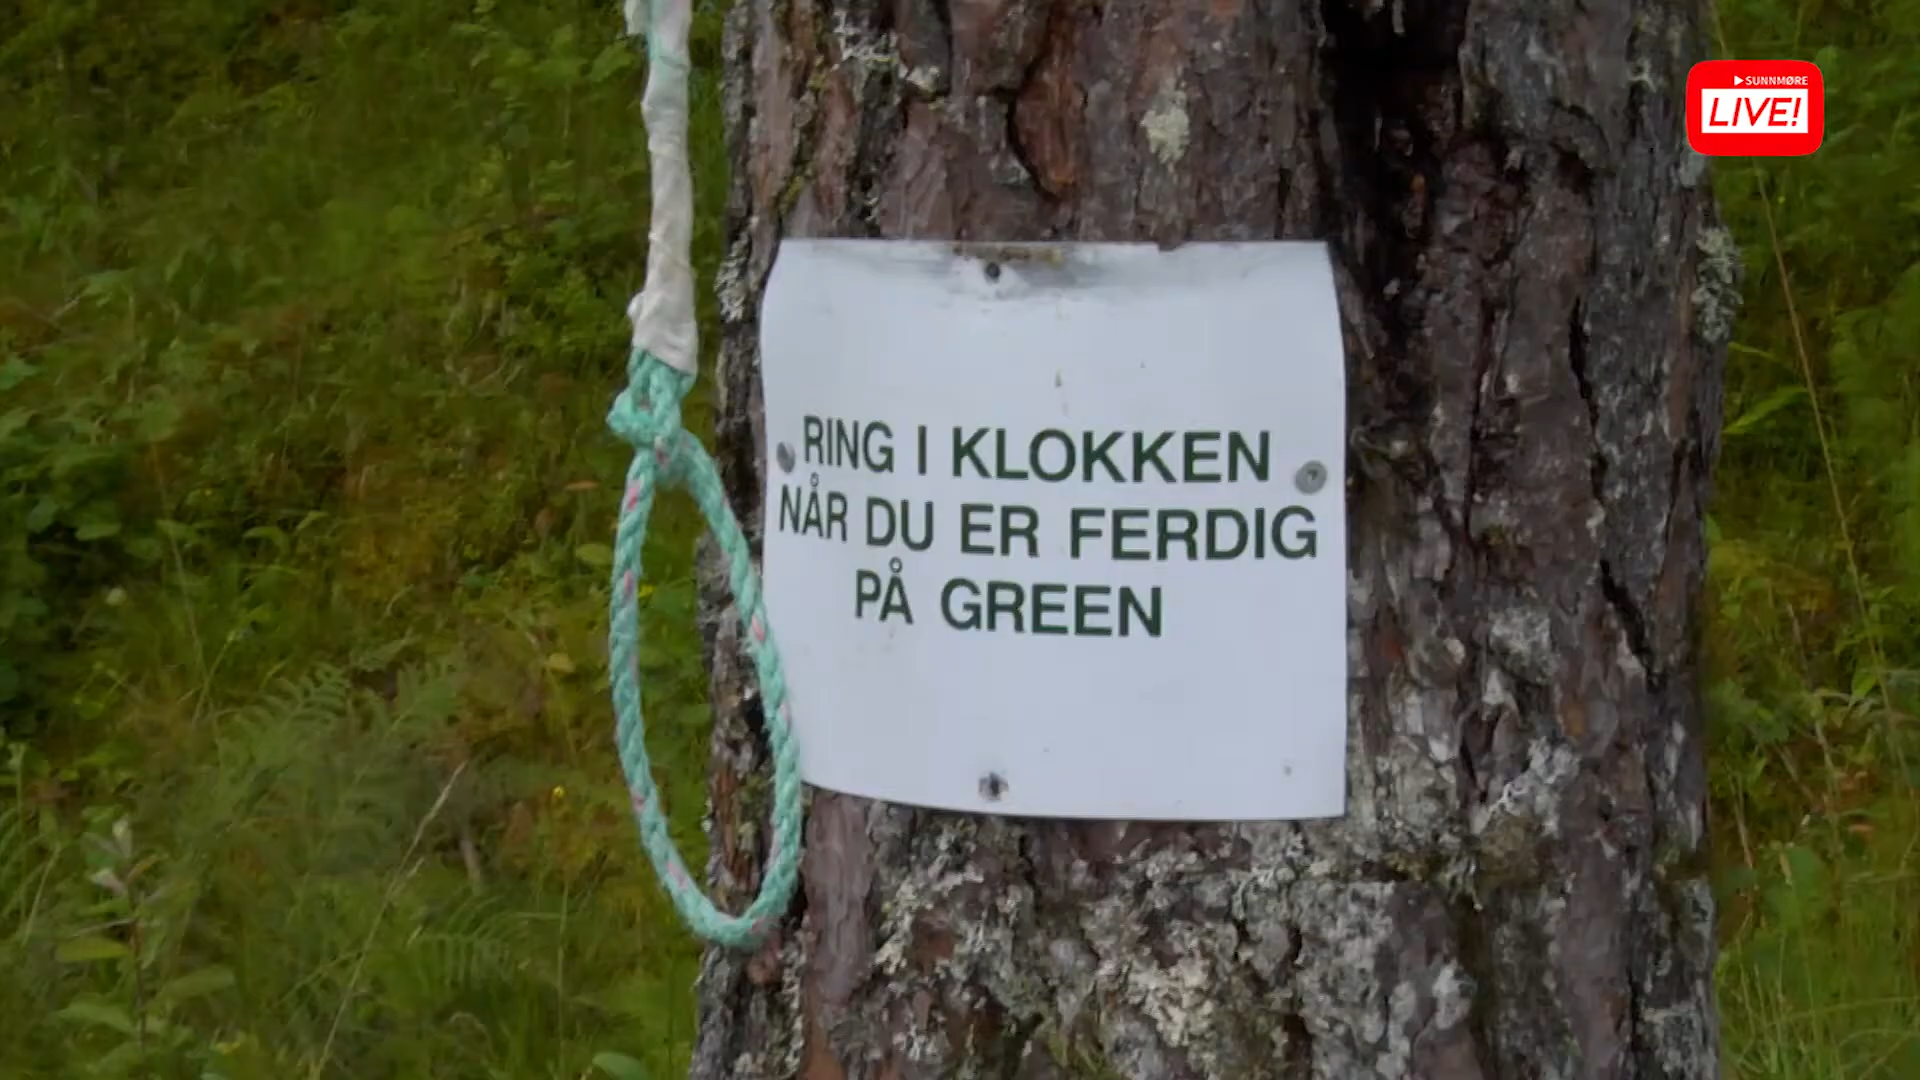 SUNNMØRE
LIVE!
RING I KLOKKEN
NÅR DU ER FERDIG
PÅ GREEN